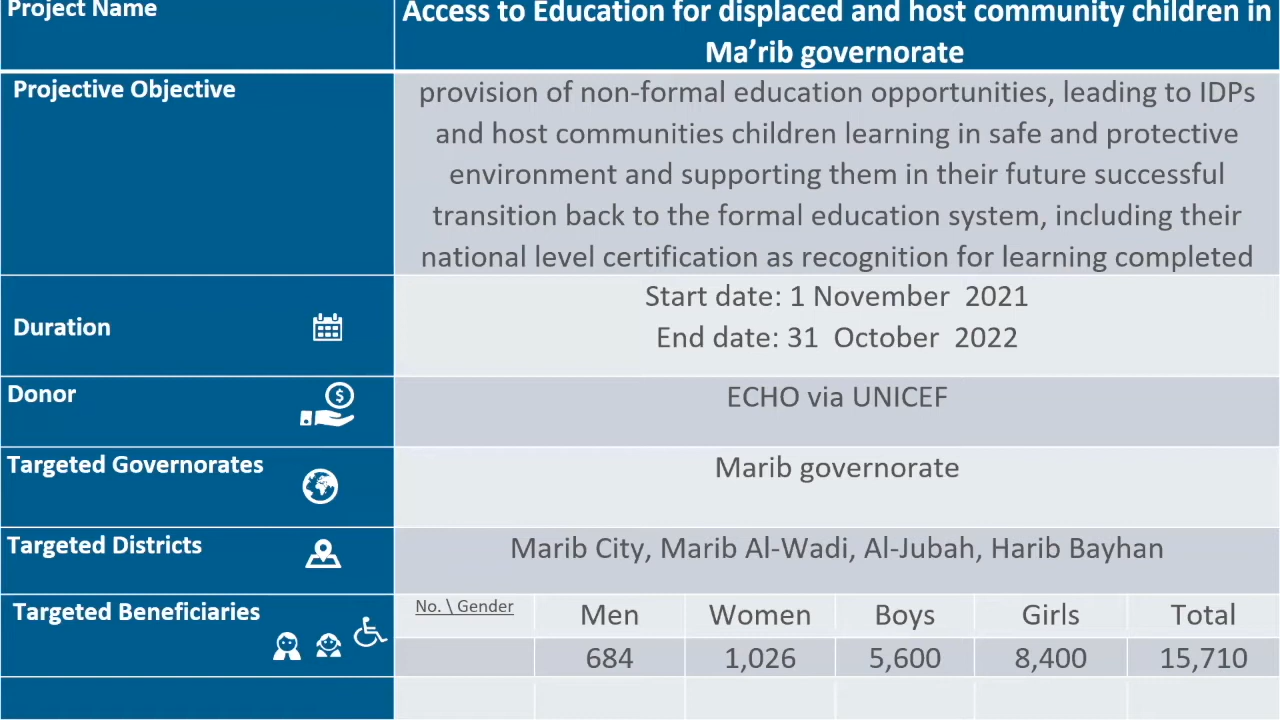 Project Name
Access to Education for displaced and host community children in
Ma’rib governorate
Projective Objective
provision of non-formal education opportunities, leading to IDPs
and host communities children learning in safe and protective
environment and supporting them in their future successful
transition back to the formal education system, including their
national level certification as recognition for learning completed
Duration
Start date: 1 November 2021
End date: 31 October 2022
Donor
$
ECHO via UNICEF
Targeted Governorates
Marib governorate
Targeted Districts
Marib City, Marib Al-Wadi, Al-Jubah, Harib Bayhan
Targeted Beneficiaries
No. \ Gender Men Women Boys Girls Total
684 1,026 5,600 8,400 15,710